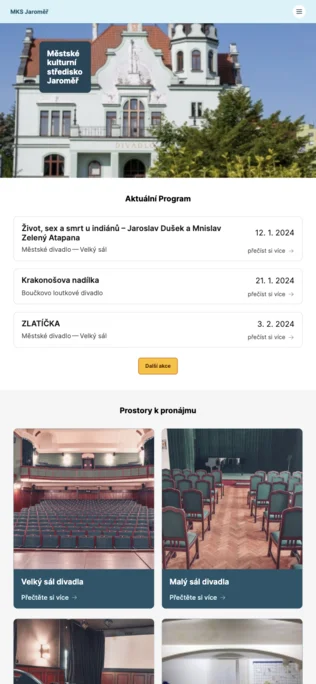 MKS Jaroměř
Městské
kulturní
středisko
Jaroměř
DIVADLO
Aktuální Program
Život, sex a smrt u indiánů – Jaroslav Dušek a Mnislav
Zelený Atapana
12. 1. 2024
Městské divadlo — Velký sál
přečíst si více →
Krakonošova nadílka
21. 1. 2024
Boučkovo loutkové divadlo
přečíst si více →
ZLATÍČKA
3. 2. 2024
Městské divadlo — Velký sál
přečíst si více →
Další akce
Prostory k pronájmu
Velký sál divadla
Přečtěte si více →
Malý sál divadla
Přečtěte si více →